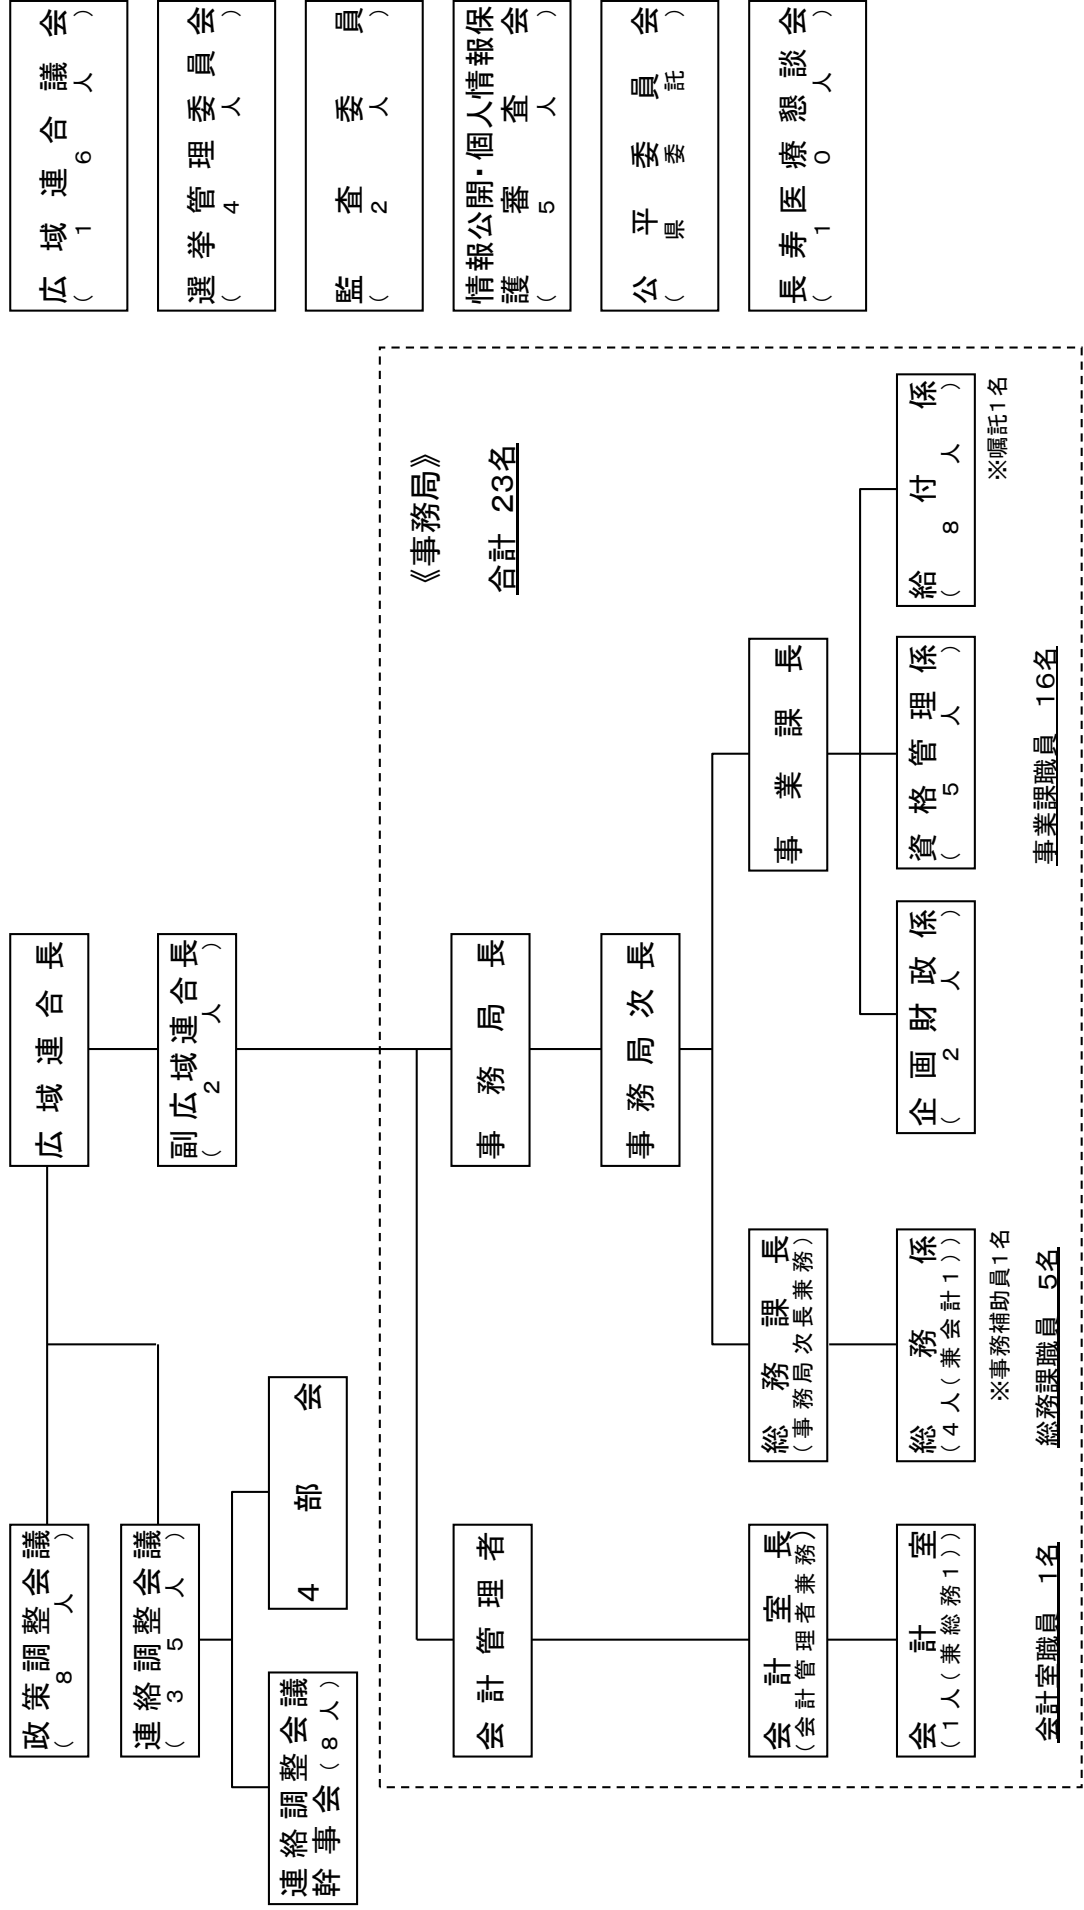 政策調整会議
(8人)
広域連合長
広域連合議会
(16人)
連絡調整会議
(35人)
副広域連合長
(2人)
選挙管理委員会
(4人)
連絡調整会議
幹事会(8人)
4部会
監査委員
(2人)
《事務局》
合計 23名
会計管理者
事務局長
情報公開・個人情報保
護審査会
(5人)
事務局次長
公平委員会
(県委託)
会計室長
(会計管理者兼務)
総務課長
(事務局次長兼務)
事業課長
長寿医療懇談会
(10人)
会計室
(1人(兼総務1))
総務係
(4人(兼会計1))
企画財政係
(2人)
資格管理係
(5人)
給付係
(8人)
※事務補助員1名
※嘱託1名
会計室職員 1名
総務課職員 5名
事業課職員 16名